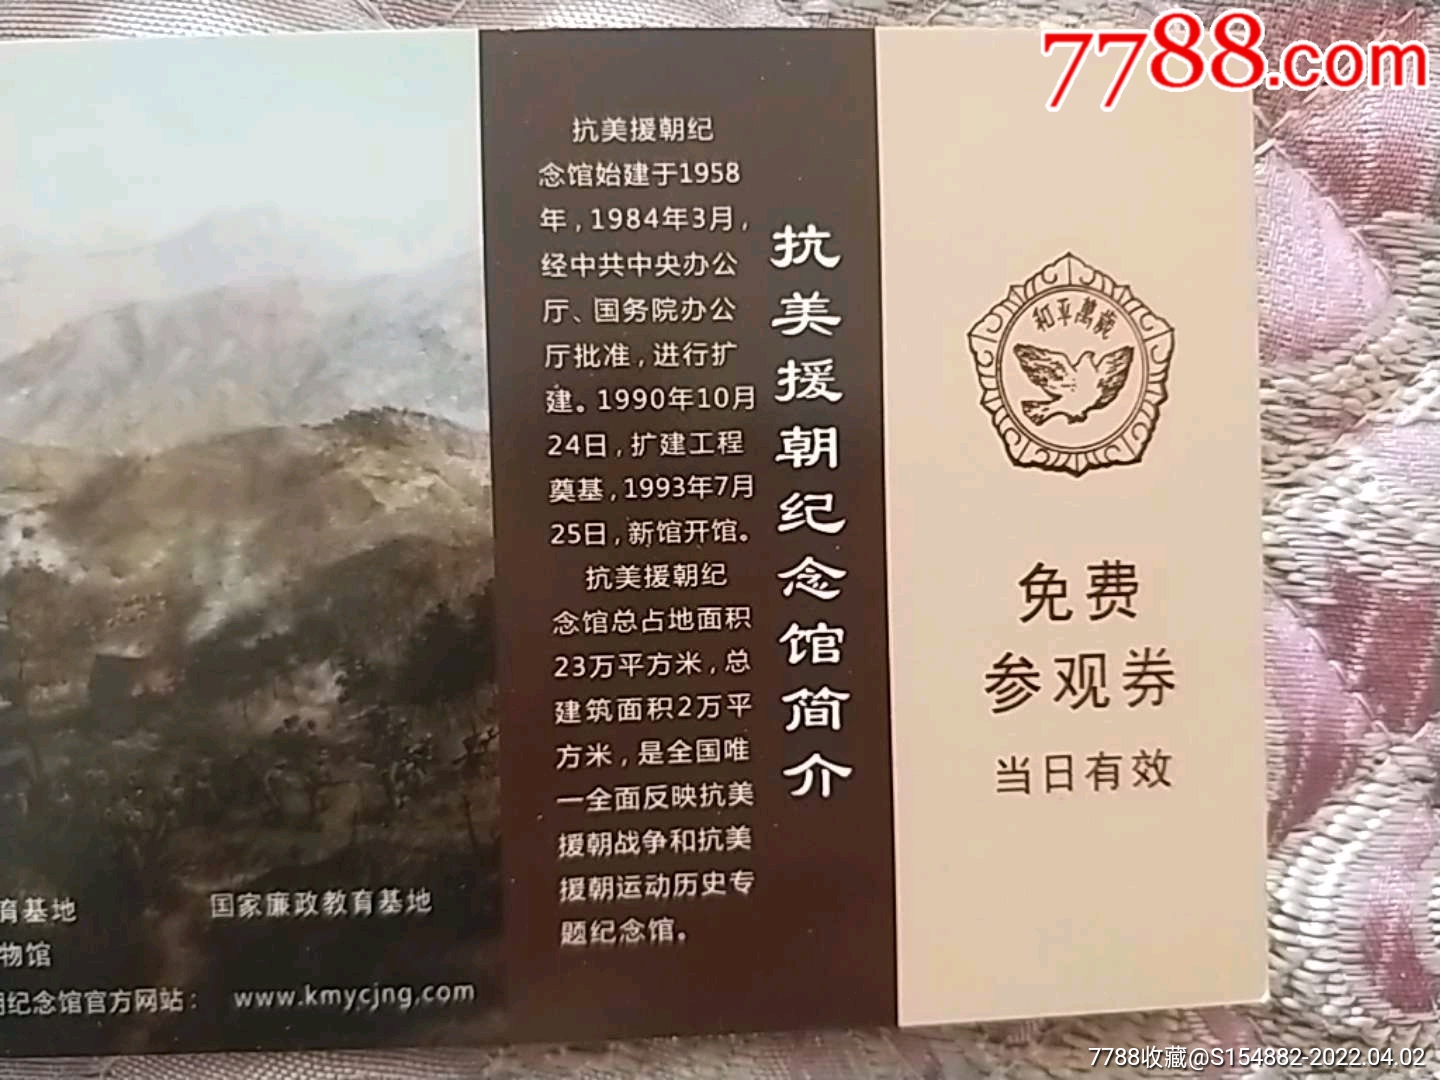 7788.com
抗美援朝纪念馆简介
抗美援朝纪
念馆始建于1958
年，1984年3月，
经中共中央办公
厅、国务院办公
厅批准，进行扩
建。1990年10月
24日，扩建工程
奠基，1993年7月
25日，新馆开馆。
抗美援朝纪
念馆总占地面积
23万平方米，总
建筑面积2万平
方米，是全国唯
一全面反映抗美
援朝战争和抗美
援朝运动历史专
题纪念馆。
和平萬歲
免费
参观券
当日有效
育基地
国家廉政教育基地
物馆
朝纪念馆官方网站：
www.kmycjng.com
7788收藏@S154882-2022.04.02